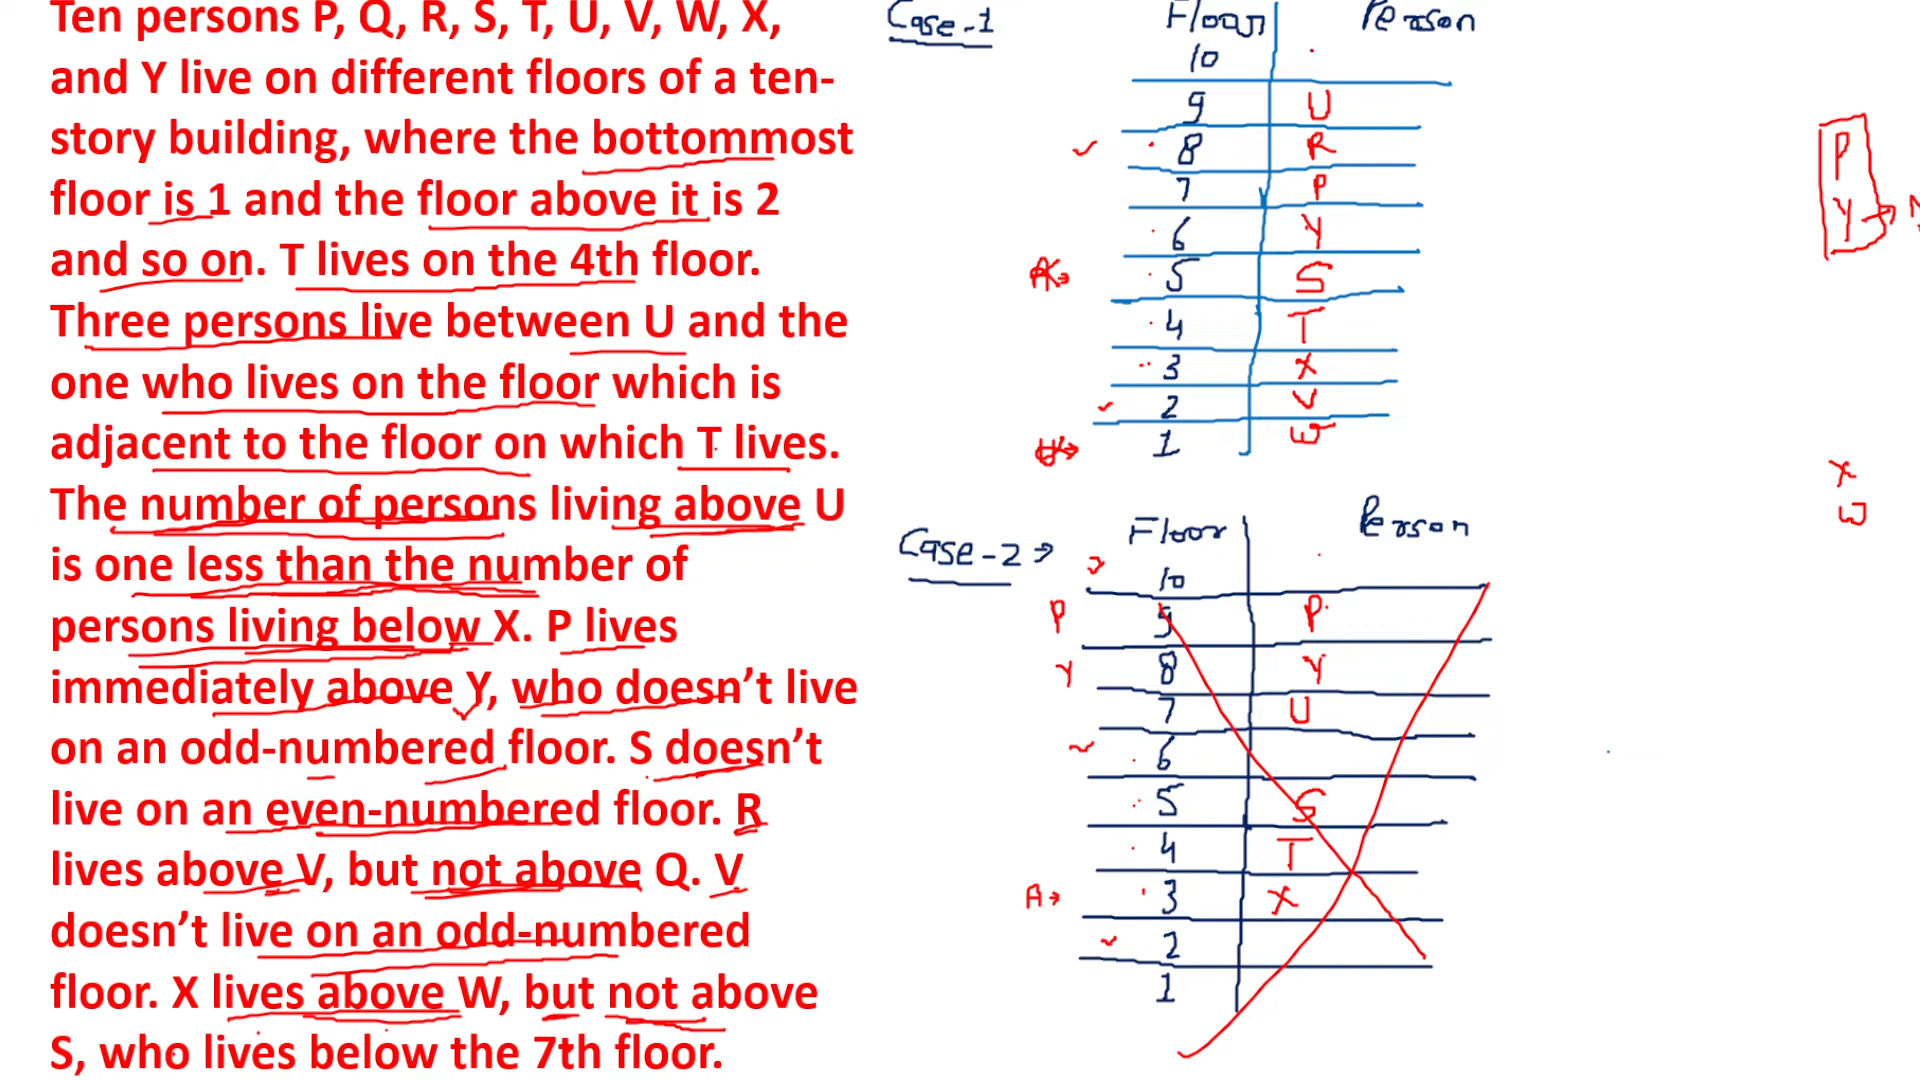 Ten persons P, Q, R, S, T, U, V, W, X,
and Y live on different floors of a ten-
story building, where the bottommost
floor is 1 and the floor above it is 2
and so on. T lives on the 4th floor.
Three persons live between U and the
one who lives on the floor which is
adjacent to the floor on which T lives.
The number of persons living above U
is one less than the number of
persons living below X. P lives
immediately above Y, who doesn't live
on an odd-numbered floor. S doesn't
live on an even-numbered floor. R
lives above V, but not above Q. V
doesn't live on an odd-numbered
floor. X lives above W, but not above
S, who lives below the 7th floor.
Case-1
Floor Person
10
9 U
8 R
7 P
6 Y
5 S
4 T
3 X
2 V
1 W
Case-2
Floor Person
10
P 9 P
Y 8 Y
7 U
6
5 S
4 T
A 3 X
2
1
P
Y
X
W